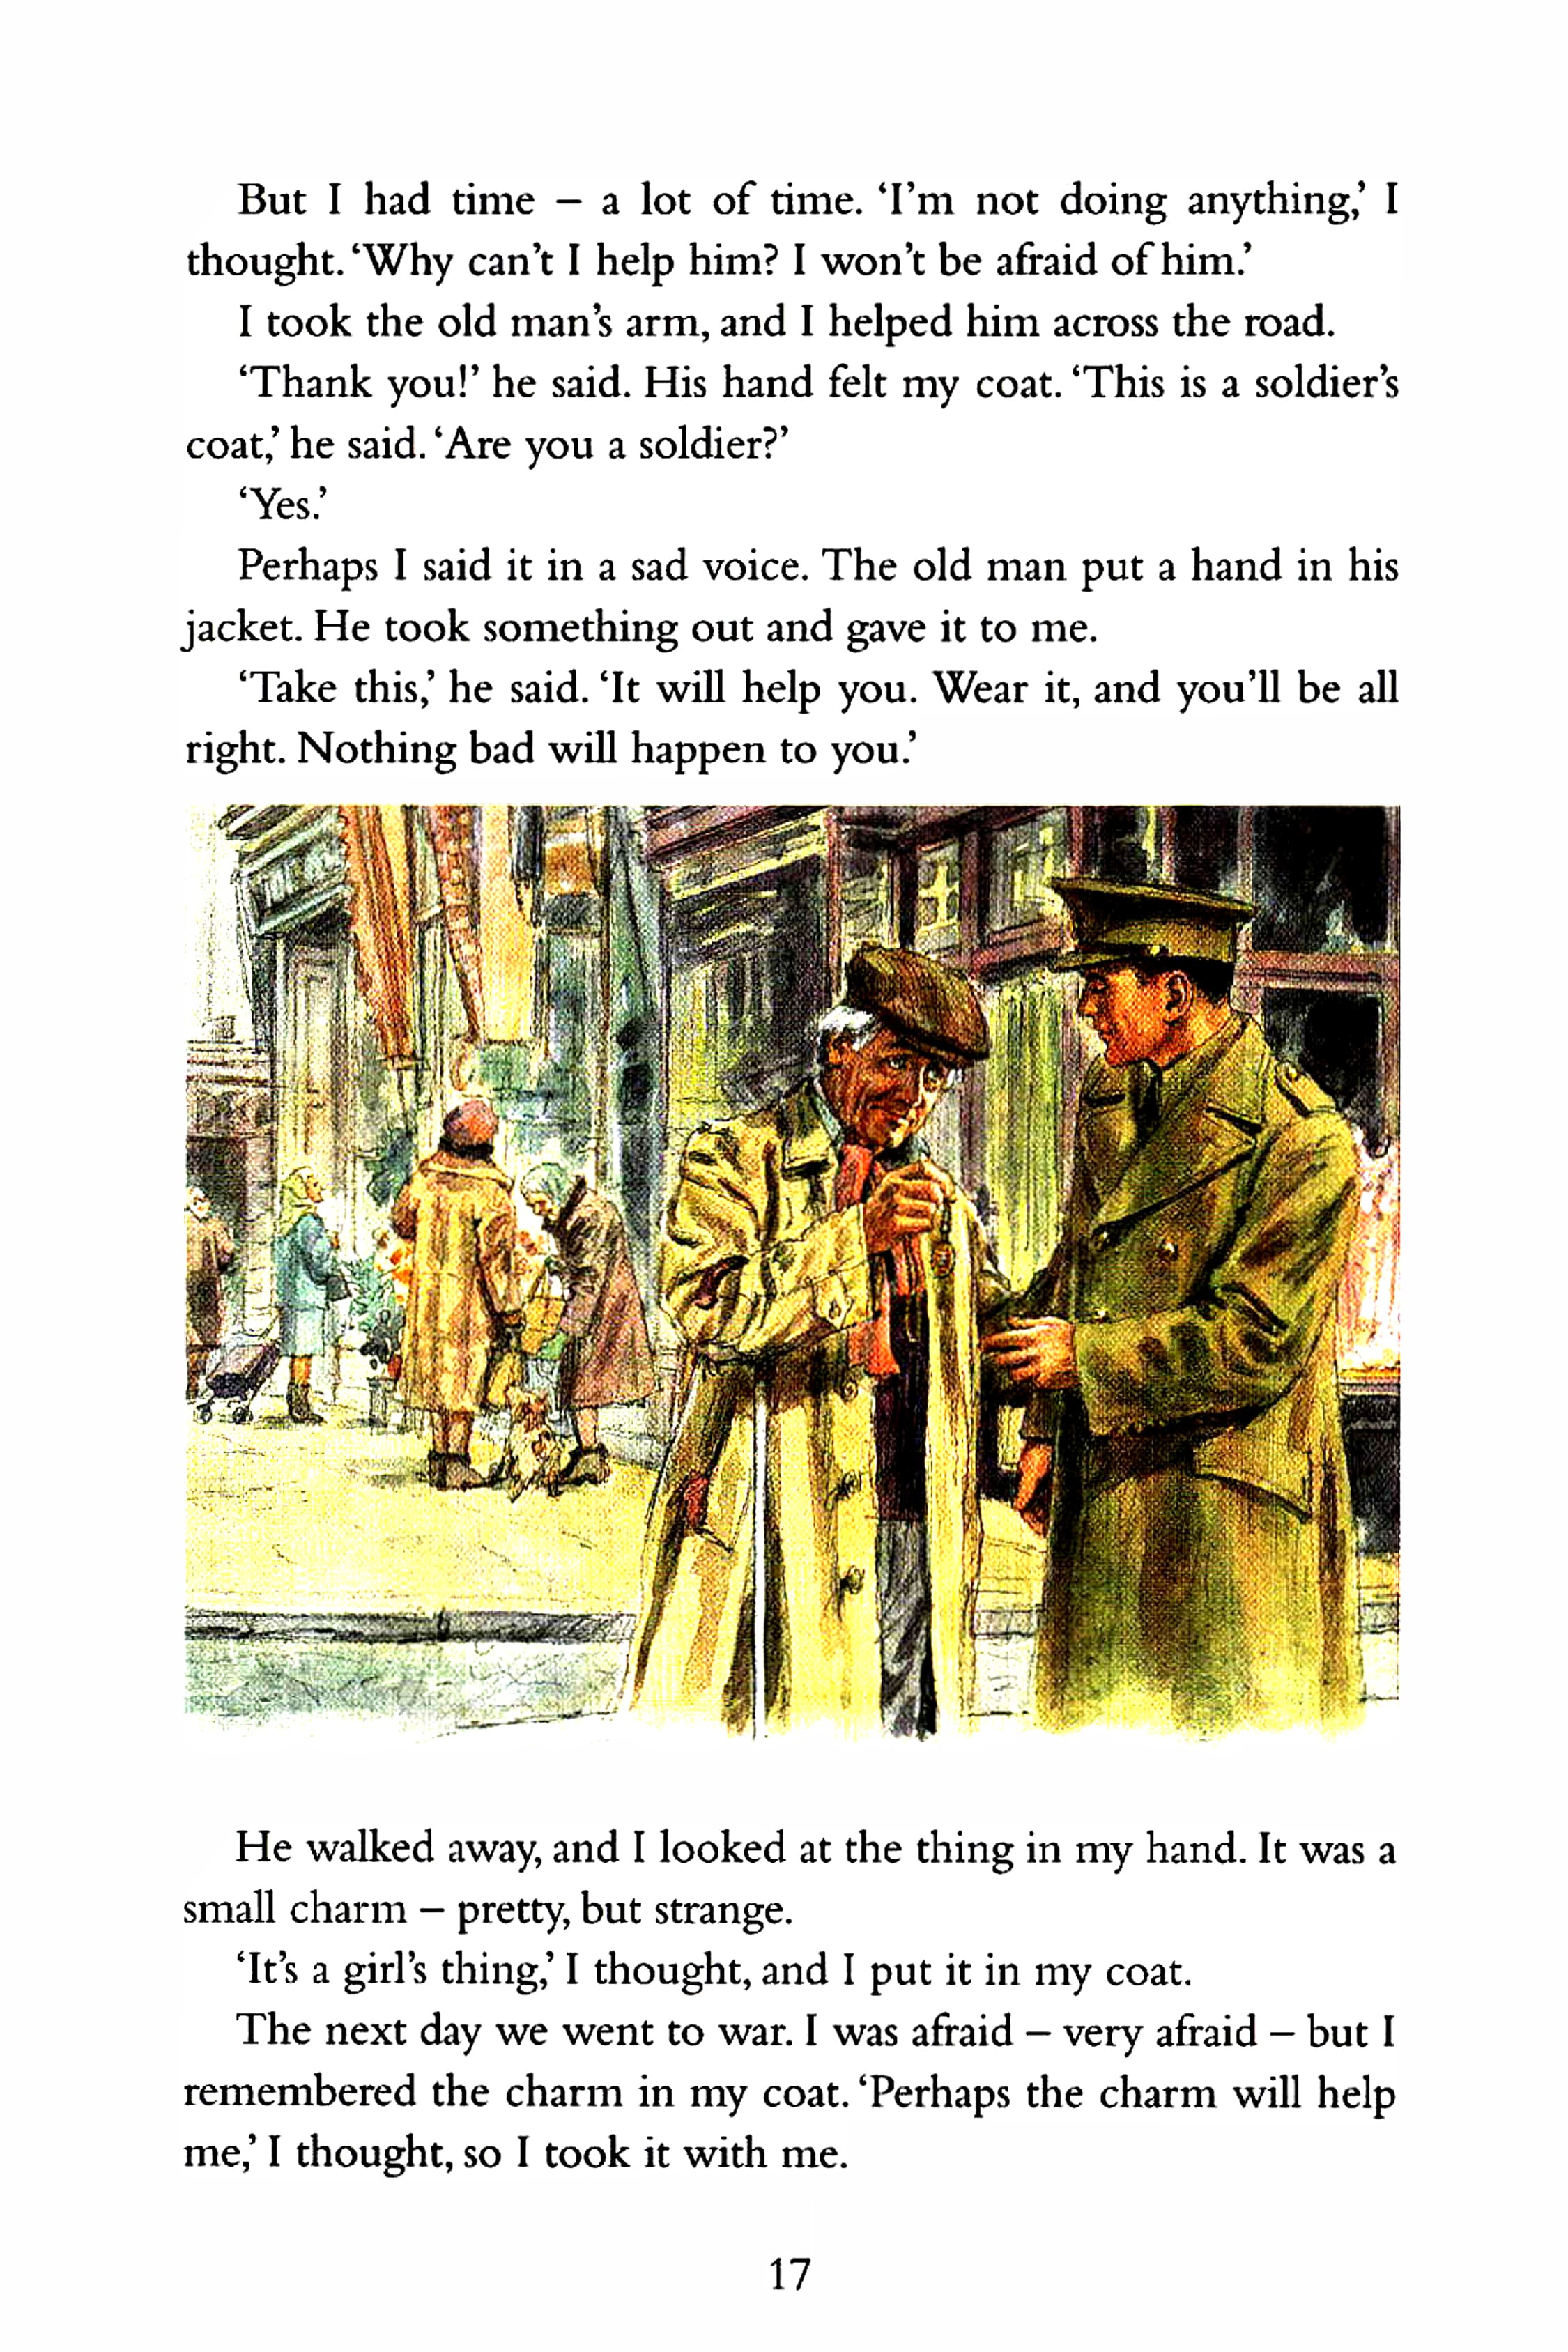 But I had time – a lot of time. ‘I’m not doing anything,’ I
thought. ‘Why can’t I help him? I won’t be afraid of him.’
I took the old man’s arm, and I helped him across the road.
‘Thank you!’ he said. His hand felt my coat. ‘This is a soldier’s
coat,’ he said. ‘Are you a soldier?’
‘Yes.’
Perhaps I said it in a sad voice. The old man put a hand in his
jacket. He took something out and gave it to me.
‘Take this,’ he said. ‘It will help you. Wear it, and you’ll be all
right. Nothing bad will happen to you.’
He walked away, and I looked at the thing in my hand. It was a
small charm – pretty, but strange.
‘It’s a girl’s thing,’ I thought, and I put it in my coat.
The next day we went to war. I was afraid – very afraid – but I
remembered the charm in my coat. ‘Perhaps the charm will help
me,’ I thought, so I took it with me.
17